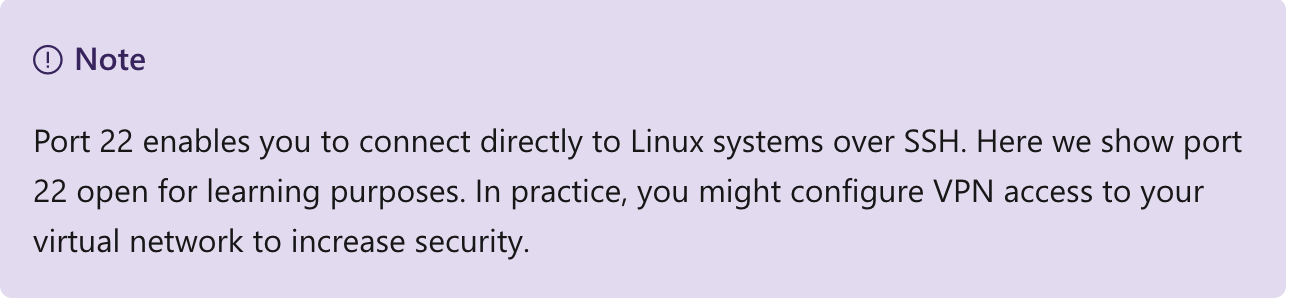 Note
Port 22 enables you to connect directly to Linux systems over SSH. Here we show port
22 open for learning purposes. In practice, you might configure VPN access to your
virtual network to increase security.